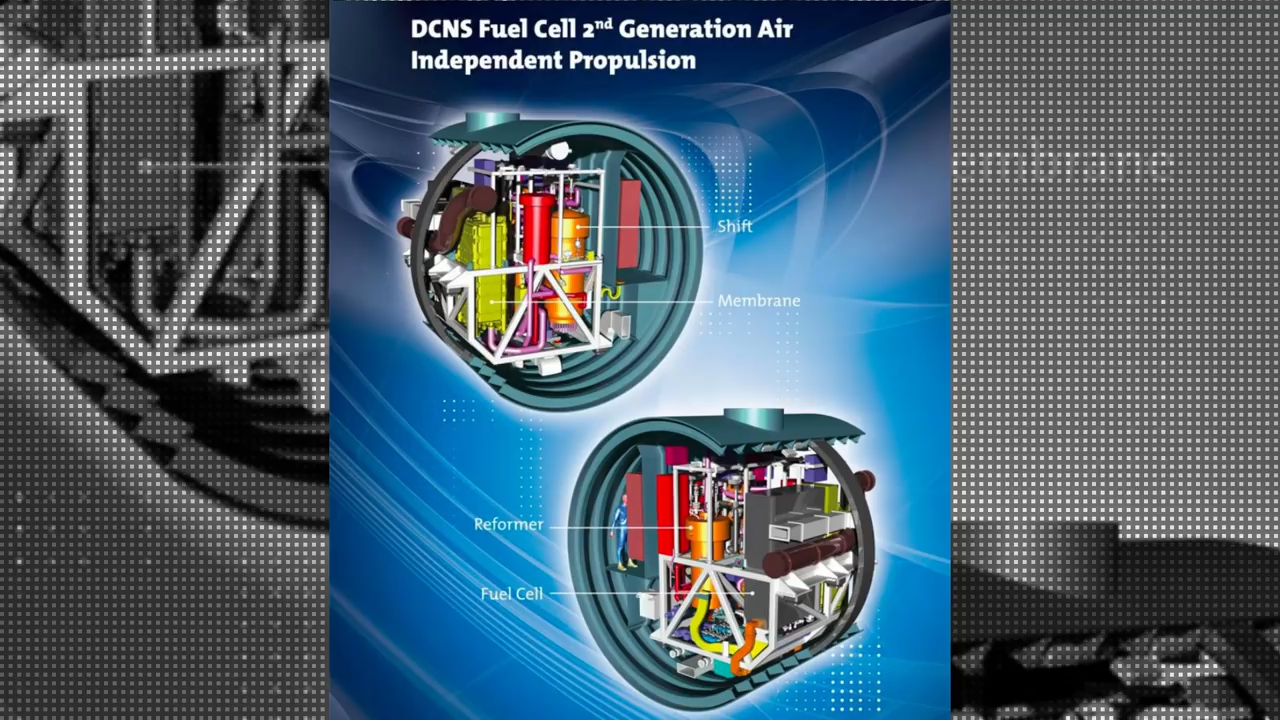 DCNS Fuel Cell 2nd Generation Air
Independent Propulsion
Shift
Membrane
Reformer
Fuel Cell